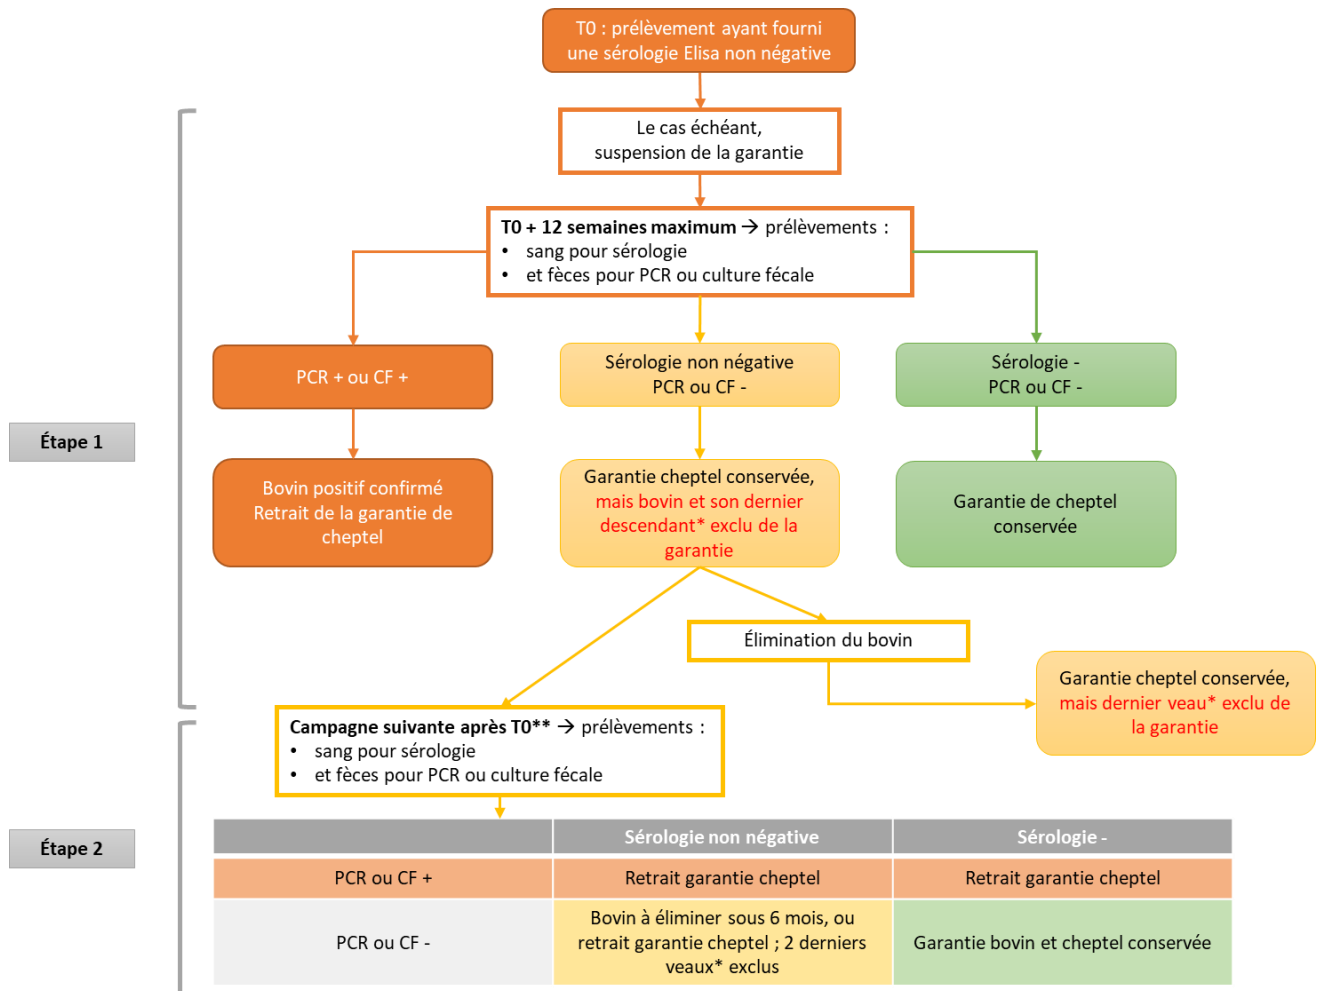 T0 : prélèvement ayant fourni
une sérologie Elisa non négative
Le cas échéant,
suspension de la garantie
T0 + 12 semaines maximum → prélèvements :
• sang pour sérologie
• et fèces pour PCR ou culture fécale
PCR + ou CF +
Sérologie non négative
PCR ou CF -
Sérologie -
PCR ou CF -
Étape 1
Bovin positif confirmé
Retrait de la garantie de
cheptel
Garantie cheptel conservée,
mais bovin et son dernier
descendant* exclu de la
garantie
Garantie de cheptel
conservée
Élimination du bovin
Garantie cheptel conservée,
mais dernier veau* exclu de
la garantie
Campagne suivante après T0** → prélèvements :
• sang pour sérologie
• et fèces pour PCR ou culture fécale
Étape 2
Sérologie non négative
Sérologie -
PCR ou CF +
Retrait garantie cheptel
Retrait garantie cheptel
PCR ou CF -
Bovin à éliminer sous 6 mois, ou
retrait garantie cheptel ; 2 derniers
veaux* exclus
Garantie bovin et cheptel conservée